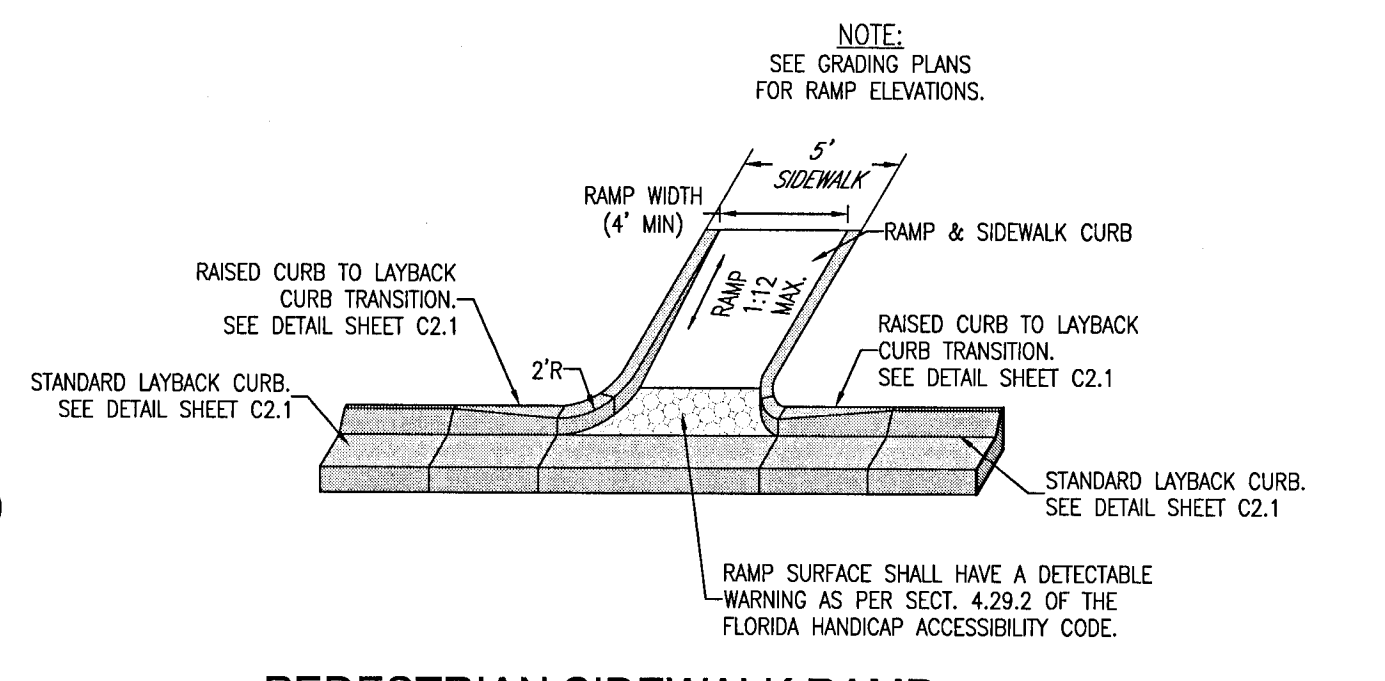 NOTE:
SEE GRADING PLANS
FOR RAMP ELEVATIONS.
5'
SIDEWALK
RAMP WIDTH
(4' MIN)
RAMP & SIDEWALK CURB
RAMP
1:12
MAX.
RAISED CURB TO LAYBACK
CURB TRANSITION.
SEE DETAIL SHEET C2.1
RAISED CURB TO LAYBACK
CURB TRANSITION.
SEE DETAIL SHEET C2.1
2'R
STANDARD LAYBACK CURB.
SEE DETAIL SHEET C2.1
STANDARD LAYBACK CURB.
SEE DETAIL SHEET C2.1
RAMP SURFACE SHALL HAVE A DETECTABLE
WARNING AS PER SECT. 4.29.2 OF THE
FLORIDA HANDICAP ACCESSIBILITY CODE.
PEDESTRIAN SIDEWALK RAMP